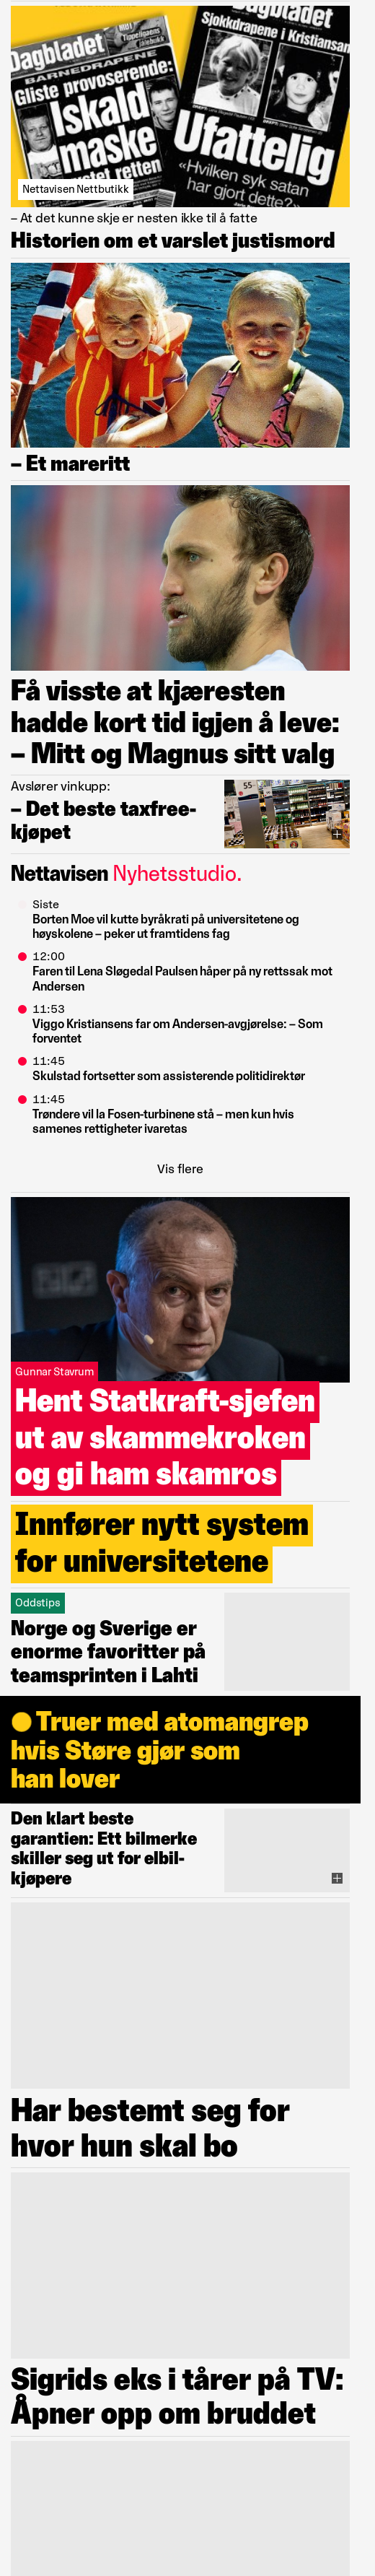 Dagbladet
BARNEDRAPENE:
Gliste provoserende:
Iskald
maske
Dagbladet
Sjokkdrapene i Kristiansand
Ufattelig
«Hvilken syk satan
har gjort dette?»
Nettavisen Nettbutikk
– At det kunne skje er nesten ikke til å fatte
Historien om et varslet justismord
– Et mareritt
Få visste at kjæresten
hadde kort tid igjen å leve:
– Mitt og Magnus sitt valg
Avslører vinkupp:
– Det beste taxfree-
kjøpet
55
Nettavisen Nyhetsstudio.
Siste
Borten Moe vil kutte byråkrati på universitetene og
høyskolene – peker ut framtidens fag
12:00
Faren til Lena Sløgedal Paulsen håper på ny rettssak mot
Andersen
11:53
Viggo Kristiansens far om Andersen-avgjørelse: – Som
forventet
11:45
Skulstad fortsetter som assisterende politidirektør
11:45
Trøndere vil la Fosen-turbinene stå – men kun hvis
samenes rettigheter ivaretas
Vis flere
Gunnar Stavrum
Hent Statkraft-sjefen
ut av skammekroken
og gi ham skamros
Innfører nytt system
for universitetene
Oddstips
Norge og Sverige er
enorme favoritter på
teamsprinten i Lahti
Truer med atomangrep
hvis Støre gjør som
han lover
Den klart beste
garantien: Ett bilmerke
skiller seg ut for elbil-
kjøpere
Har bestemt seg for
hvor hun skal bo
Sigrids eks i tårer på TV:
Åpner opp om bruddet